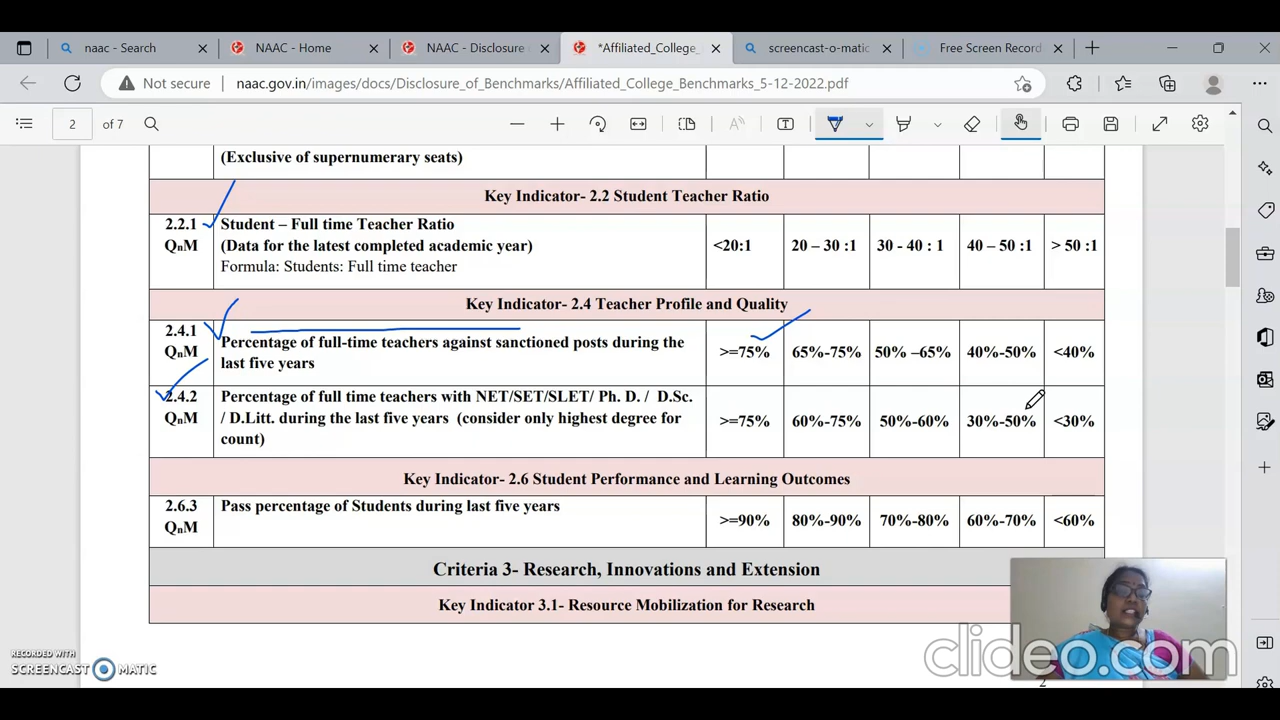 naac - Search
NAAC - Home
NAAC - Disclosure
*Affiliated_College_
screencast-o-matic
Free Screen Record
Not secure
naac.gov.in/images/docs/Disclosure_of_Benchmarks/Affiliated_College_Benchmarks_5-12-2022.pdf
2 of 7
(Exclusive of supernumerary seats)
Key Indicator- 2.2 Student Teacher Ratio
2.2.1 Student – Full time Teacher Ratio
QnM (Data for the latest completed academic year) <20:1 20 – 30 :1 30 - 40 : 1 40 – 50 :1 > 50 :1
Formula: Students: Full time teacher
Key Indicator- 2.4 Teacher Profile and Quality
2.4.1 Percentage of full-time teachers against sanctioned posts during the
QnM last five years >=75% 65%-75% 50% –65% 40%-50% <40%
2.4.2 Percentage of full time teachers with NET/SET/SLET/ Ph. D. / D.Sc.
QnM / D.Litt. during the last five years (consider only highest degree for >=75% 60%-75% 50%-60% 30%-50% <30%
count)
Key Indicator- 2.6 Student Performance and Learning Outcomes
2.6.3 Pass percentage of Students during last five years
QnM >=90% 80%-90% 70%-80% 60%-70% <60%
Criteria 3- Research, Innovations and Extension
Key Indicator 3.1- Resource Mobilization for Research
RECORDED WITH
SCREENCAST MATIC
clideo.com
2